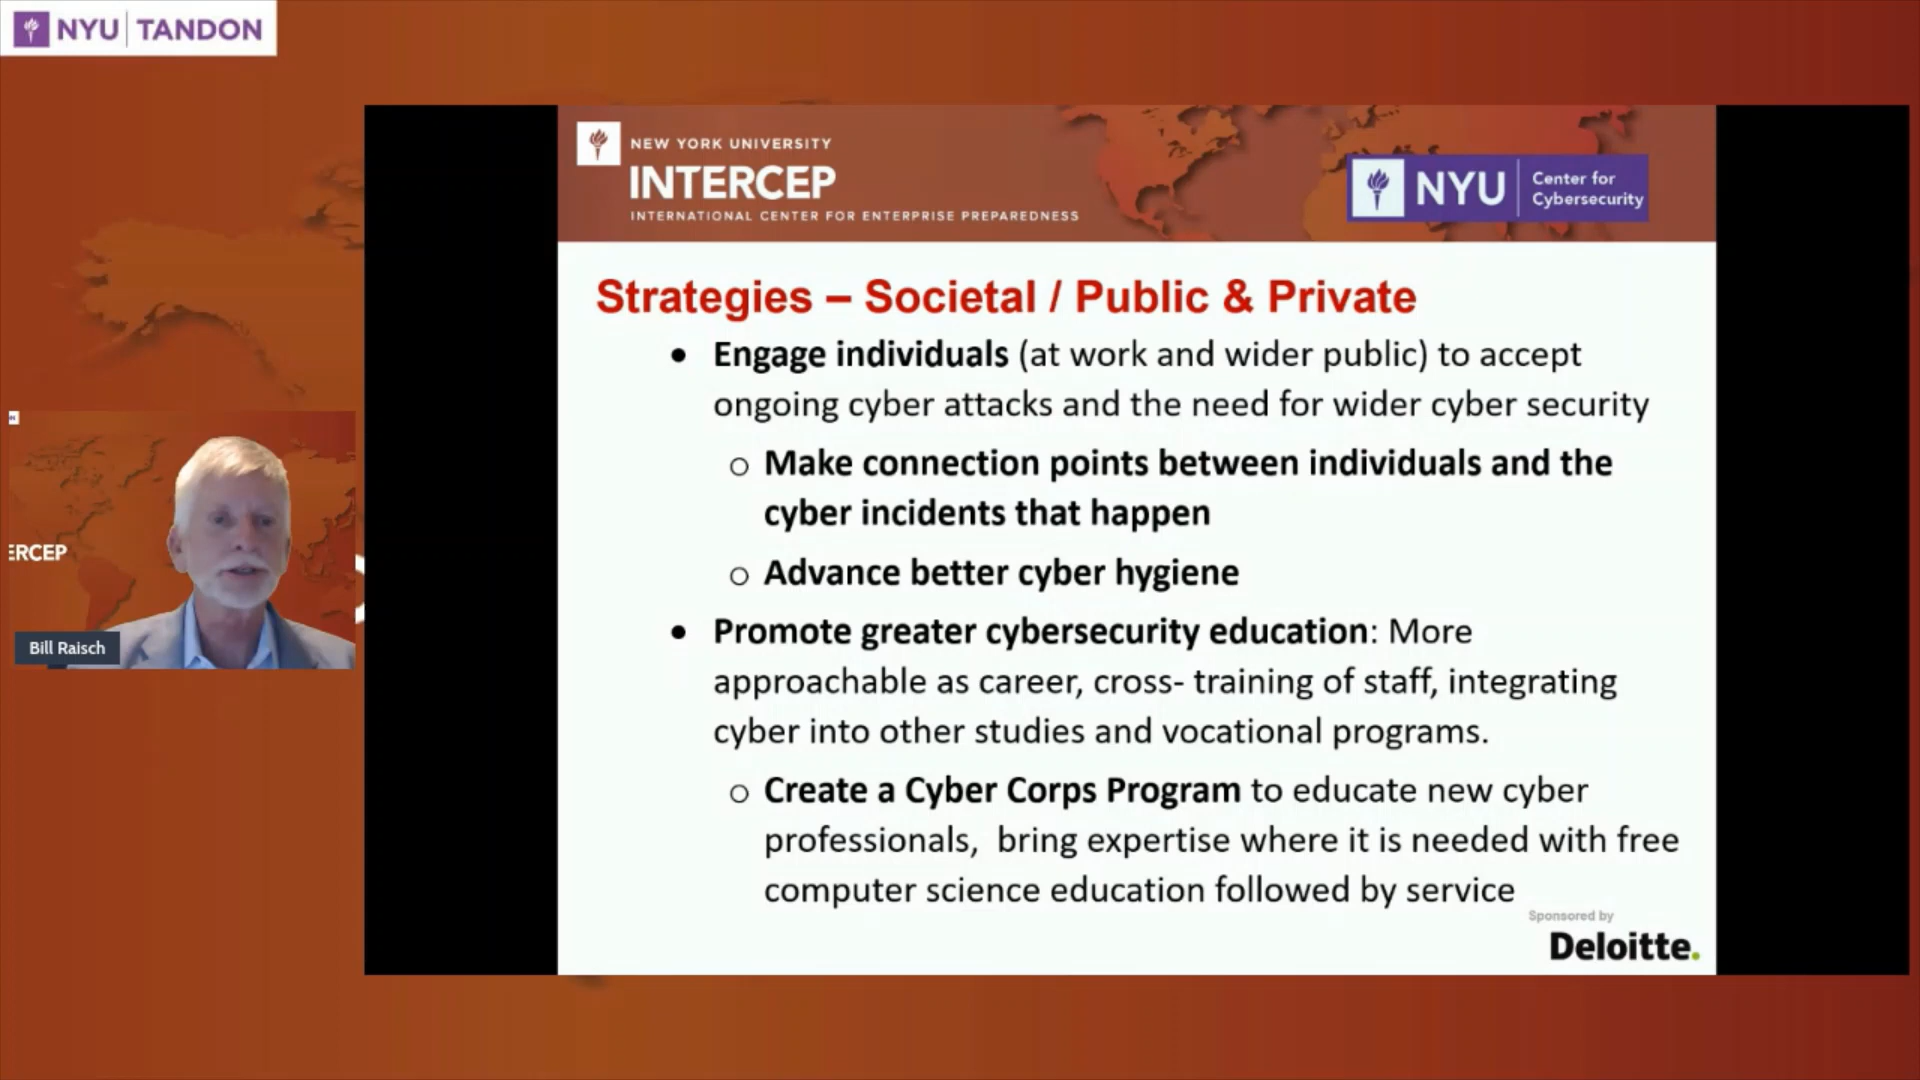 NYU TANDON
NEW YORK UNIVERSITY
INTERCEP
INTERNATIONAL CENTER FOR ENTERPRISE PREPAREDNESS
NYU Center for
Cybersecurity
Strategies – Societal / Public & Private
• Engage individuals (at work and wider public) to accept
ongoing cyber attacks and the need for wider cyber security
o Make connection points between individuals and the
cyber incidents that happen
o Advance better cyber hygiene
• Promote greater cybersecurity education: More
approachable as career, cross- training of staff, integrating
cyber into other studies and vocational programs.
o Create a Cyber Corps Program to educate new cyber
professionals, bring expertise where it is needed with free
computer science education followed by service
Sponsored by
Deloitte.
ERCEP
Bill Raisch